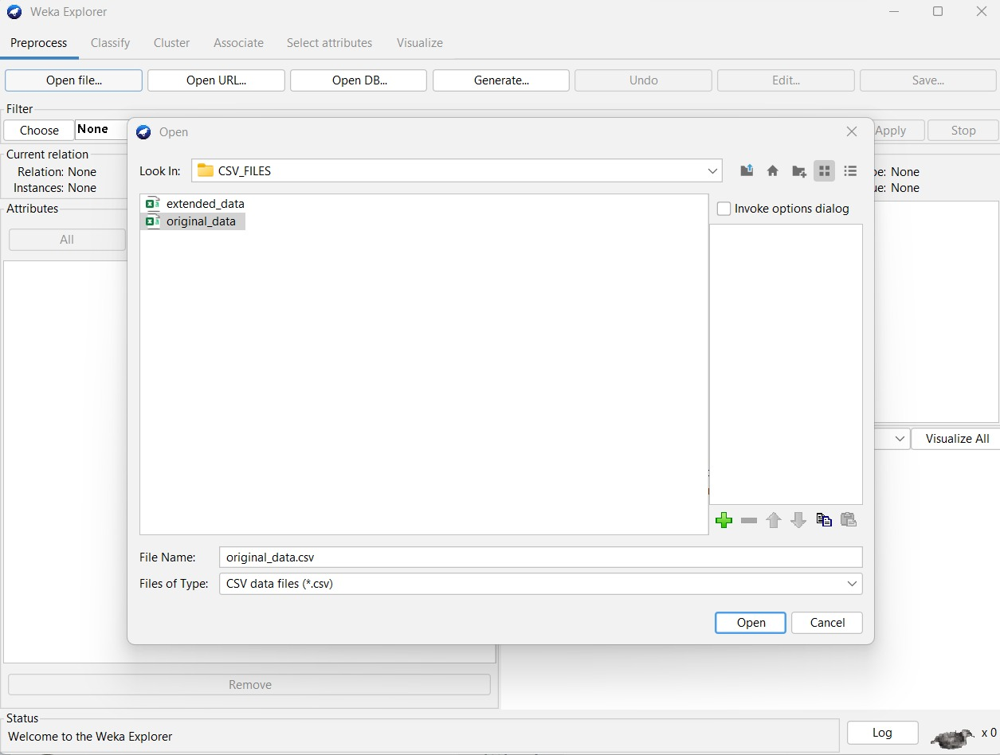 Weka Explorer
Preprocess Classify Cluster Associate Select attributes Visualize
Open file... Open URL... Open DB... Generate... Undo Edit... Save...
Filter
Choose None Apply Stop
Open
Current relation
Relation: None
Instances: None
Look In: CSV_FILES
pe: None
ue: None
Attributes
All
extended_data
original_data
Invoke options dialog
Visualize All
File Name: original_data.csv
Files of Type: CSV data files (*.csv)
Open Cancel
Remove
Status
Welcome to the Weka Explorer
Log x 0